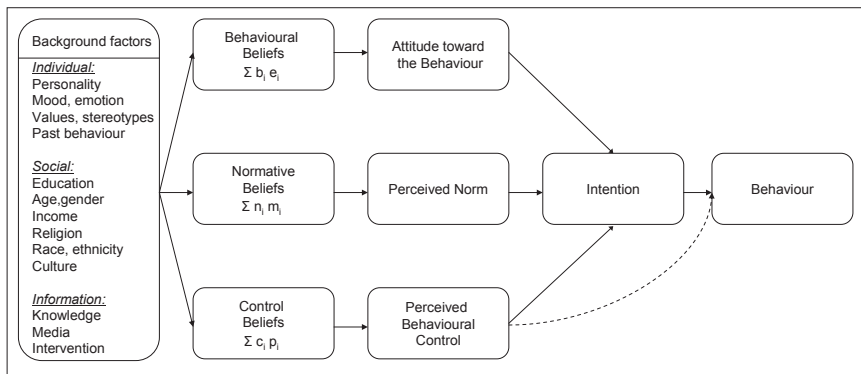 Background factors
Individual:
Personality
Mood, emotion
Values, stereotypes
Past behaviour
Social:
Education
Age,gender
Income
Religion
Race, ethnicity
Culture
Information:
Knowledge
Media
Intervention
Behavioural
Beliefs
Σ bᵢ eᵢ
Attitude toward
the Behaviour
Normative
Beliefs
Σ nᵢ mᵢ
Perceived Norm
Intention
Behaviour
Control
Beliefs
Σ cᵢ pᵢ
Perceived
Behavioural
Control